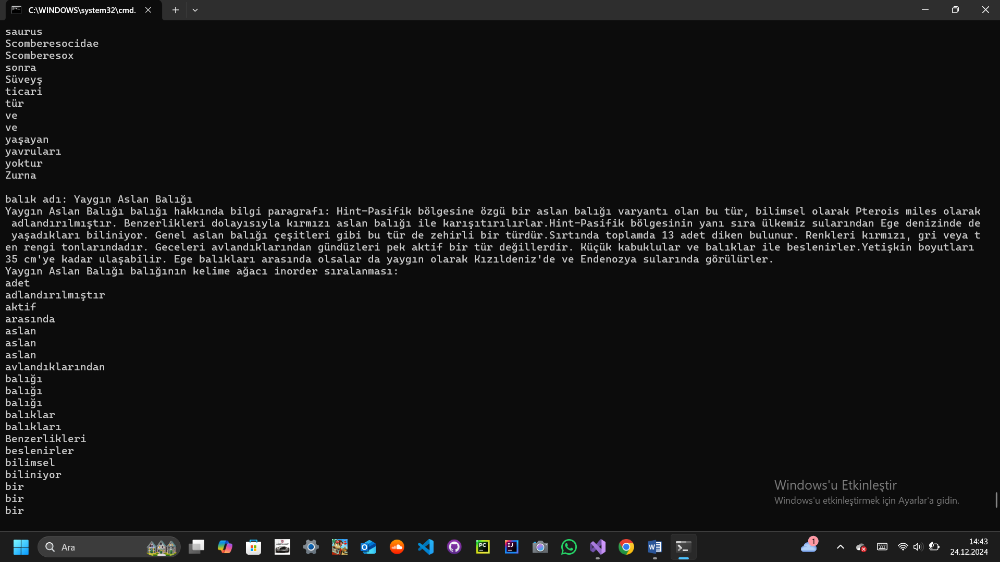 C:\WINDOWS\system32\cmd.
saurus
Scomberesocidae
Scomberesox
sonra
Süveyş
ticari
tür
ve
ve
yaşayan
yavruları
yoktur
Zurna
balık adı: Yaygın Aslan Balığı
Yaygın Aslan Balığı balığı hakkında bilgi paragrafı: Hint-Pasifik bölgesine özgü bir aslan balığı varyantı olan bu tür, bilimsel olarak Pterois miles olarak
adlandırılmıştır. Benzerlikleri dolayısıyla kırmızı aslan balığı ile karışıtırılırlar.Hint-Pasifik bölgesinin yanı sıra ülkemiz sularından Ege denizinde de
yaşadıkları biliniyor. Genel aslan balığı çeşitleri gibi bu tür de zehirli bir türdür.Sırtında toplamda 13 adet diken bulunur. Renkleri kırmızı, gri veya t
en rengi tonlarındadır. Geceleri avlandıklarından gündüzleri pek aktif bir tür değillerdir. Küçük kabuklular ve balıklar ile beslenirler.Yetişkin boyutları
35 cm'ye kadar ulaşabilir. Ege balıkları arasında olsalar da yaygın olarak Kızıldeniz'de ve Endenozya sularında görülürler.
Yaygın Aslan Balığı balığının kelime ağacı inorder sıralanması:
adet
adlandırılmıştır
aktif
arasında
aslan
aslan
aslan
avlandıklarından
balığı
balığı
balığı
balıklar
balıkları
Benzerlikleri
beslenirler
bilimsel
biliniyor
bir
bir
bir
Windows'u Etkinleştir
Windows'u etkinleştirmek için Ayarlar'a gidin.
Ara
PC
IJ
1
14:43
24.12.2024